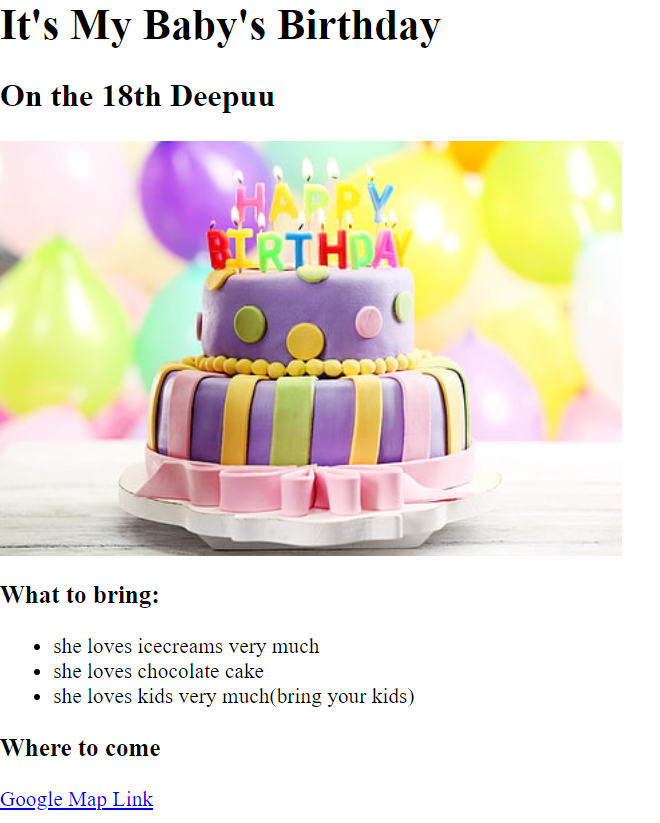 It's My Baby's Birthday
On the 18th Deepuu
HAPPY
BIRTHDAY
What to bring:
she loves icecreams very much
she loves chocolate cake
she loves kids very much(bring your kids)
Where to come
Google Map Link